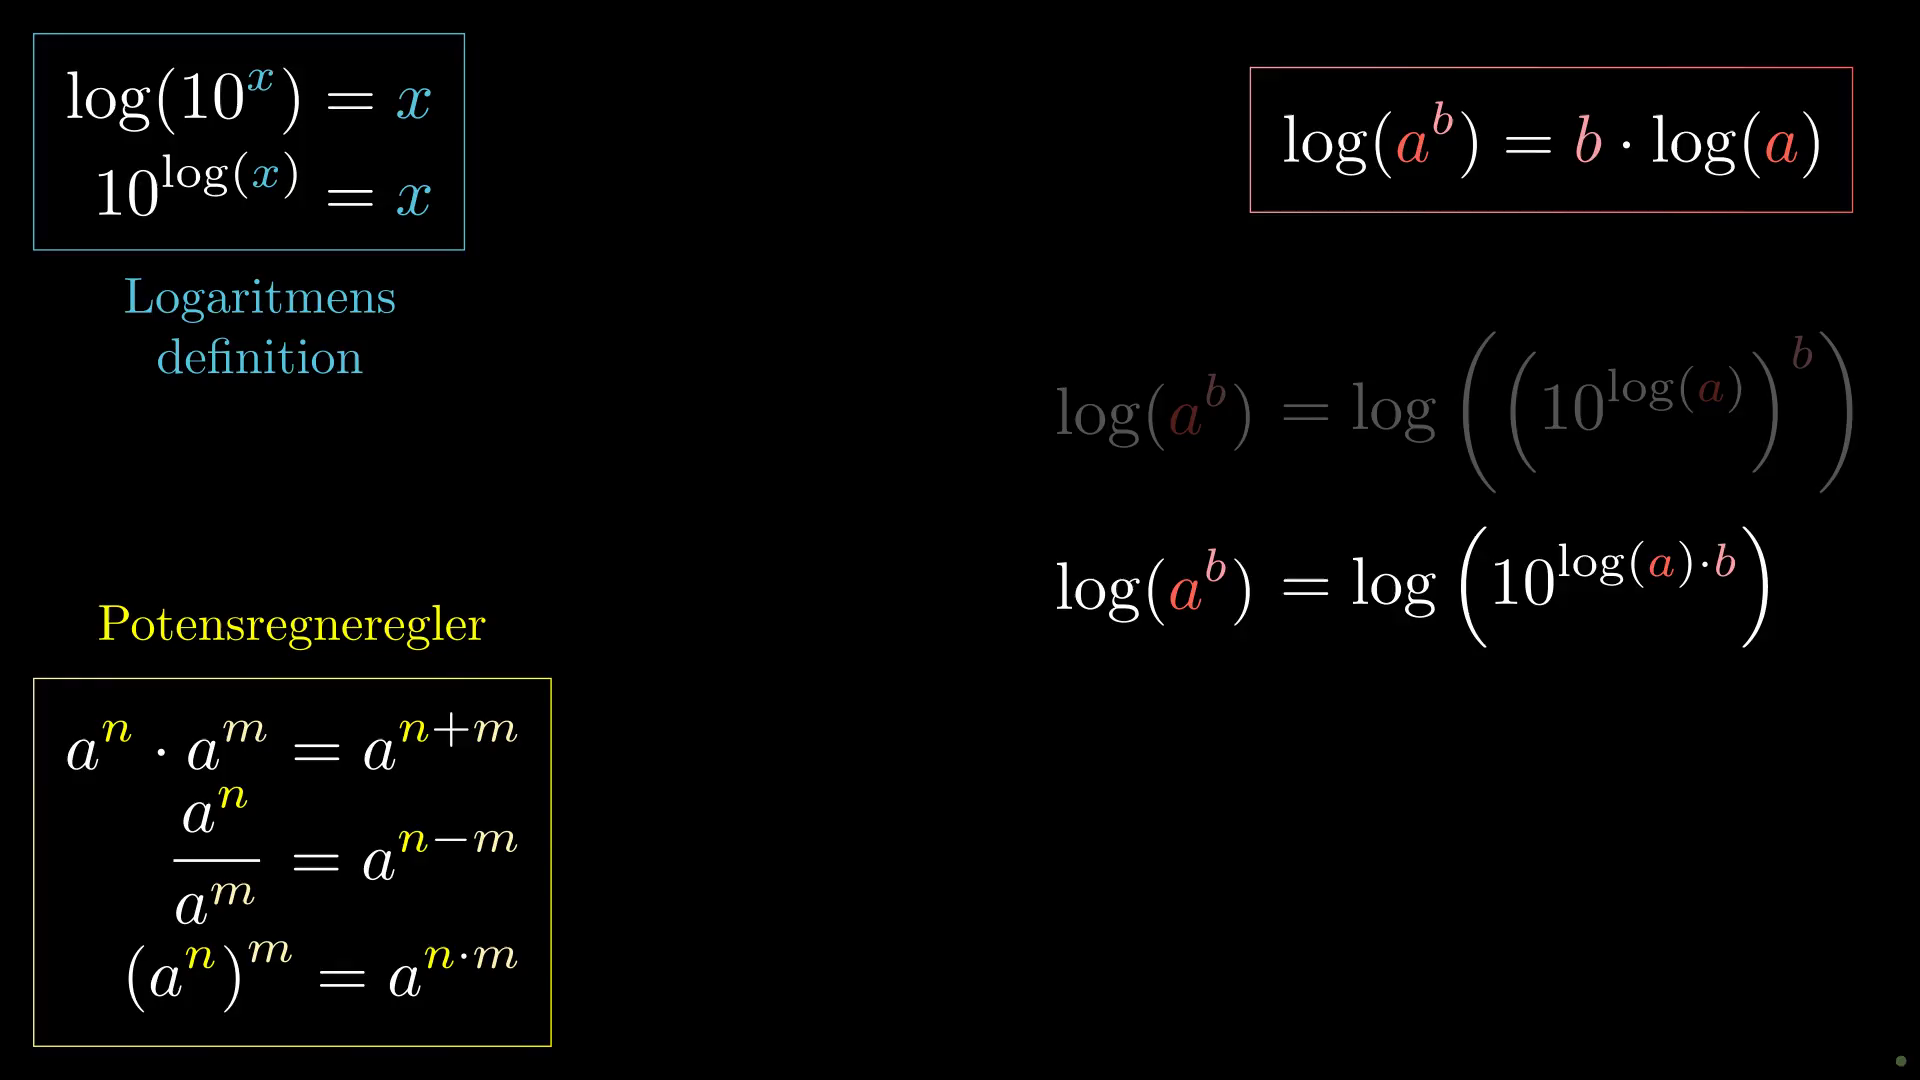 log(10^x) = x
10^log(x) = x
Logaritmens
definition
Potensregneregler
a^n · a^m = a^{n+m}
a^n / a^m = a^{n−m}
(a^n)^m = a^{n·m}
log(a^b) = b · log(a)
log(a^b) = log((10^{log(a)})^b)
log(a^b) = log(10^{log(a)·b})